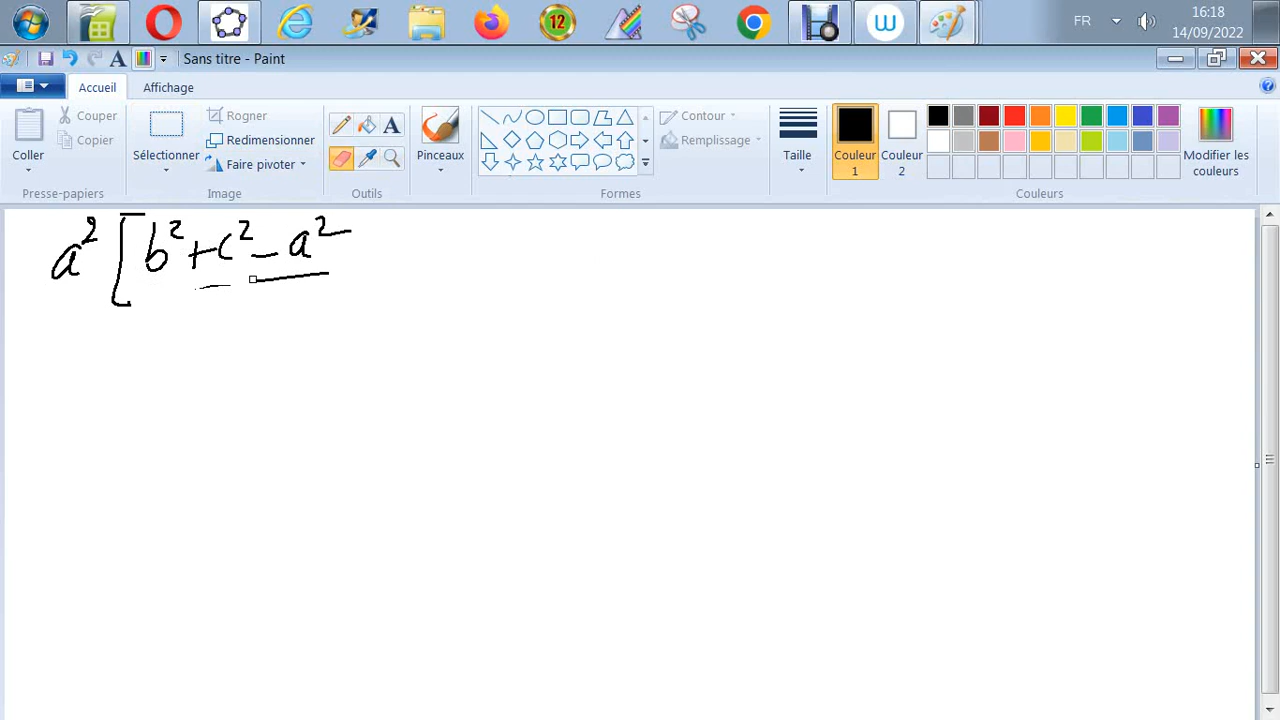 12
W
FR
16:18
14/09/2022
Sans titre - Paint
Accueil
Affichage
Coller
Couper
Copier
Presse-papiers
Sélectionner
Rogner
Redimensionner
Faire pivoter
Image
A
Outils
Pinceaux
Contour
Remplissage
Formes
Taille
Couleur
1
Couleur
2
Modifier les
couleurs
Couleurs
a² [b² + c² - a²